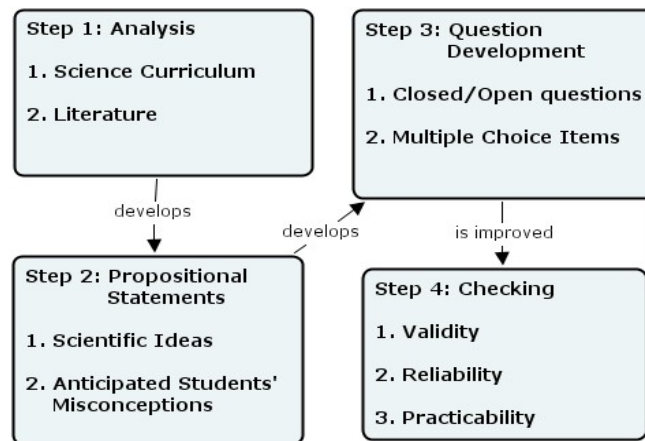 Step 1: Analysis
1. Science Curriculum
2. Literature
develops
Step 2: Propositional
Statements
1. Scientific Ideas
2. Anticipated Students'
Misconceptions
develops
Step 3: Question
Development
1. Closed/Open questions
2. Multiple Choice Items
is improved
Step 4: Checking
1. Validity
2. Reliability
3. Practicability